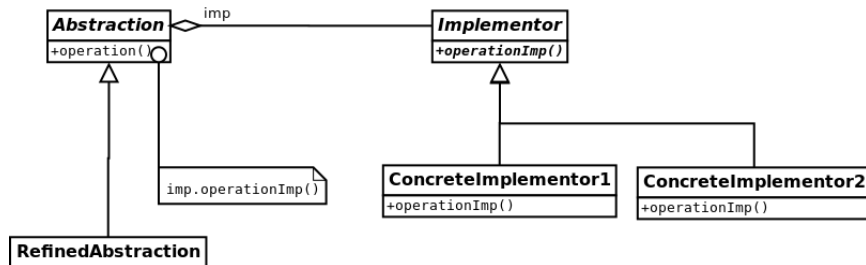 imp
Abstraction
+operation()
Implementor
+operationImp()
imp.operationImp()
ConcreteImplementor1
+operationImp()
ConcreteImplementor2
+operationImp()
RefinedAbstraction